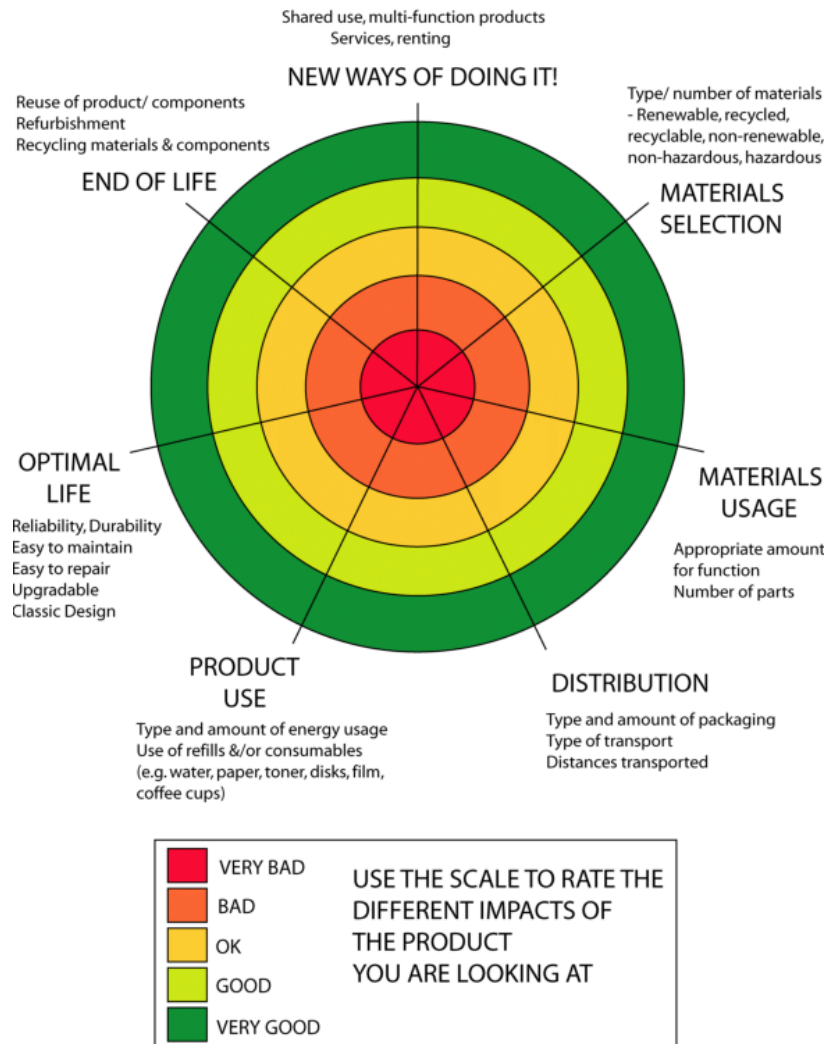 Shared use, multi-function products
Services, renting
NEW WAYS OF DOING IT!
Type/ number of materials
- Renewable, recycled,
recyclable, non-renewable,
non-hazardous, hazardous
MATERIALS
SELECTION
Reuse of product/ components
Refurbishment
Recycling materials & components
END OF LIFE
OPTIMAL
LIFE
Reliability, Durability
Easy to maintain
Easy to repair
Upgradable
Classic Design
MATERIALS
USAGE
Appropriate amount
for function
Number of parts
PRODUCT
USE
Type and amount of energy usage
Use of refills &/or consumables
(e.g. water, paper, toner, disks, film,
coffee cups)
DISTRIBUTION
Type and amount of packaging
Type of transport
Distances transported
VERY BAD
BAD
OK
GOOD
VERY GOOD
USE THE SCALE TO RATE THE
DIFFERENT IMPACTS OF
THE PRODUCT
YOU ARE LOOKING AT